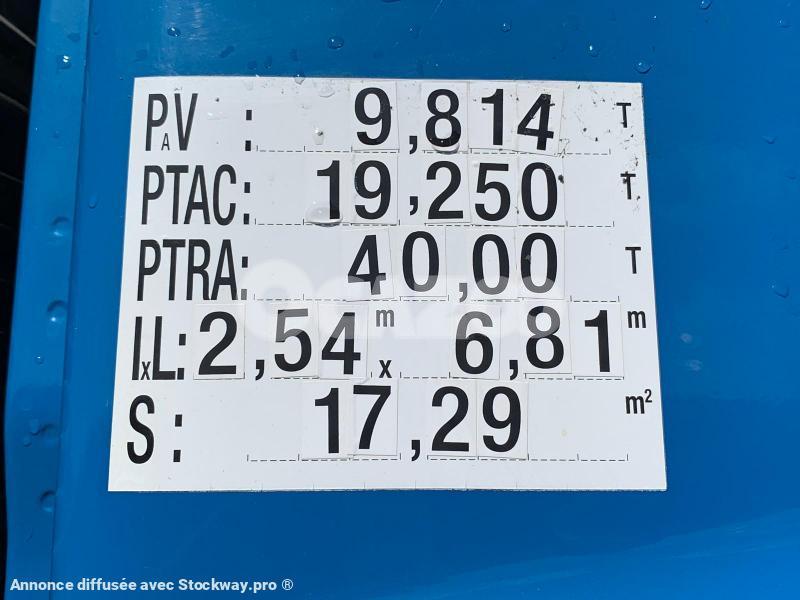 PAV : 9,814 T
PTAC: 19,250 T
PTRA: 40,00 T
lxL: 2,54 m x 6,81 m
S : 17,29 m²
Annonce diffusée avec Stockway.pro ®